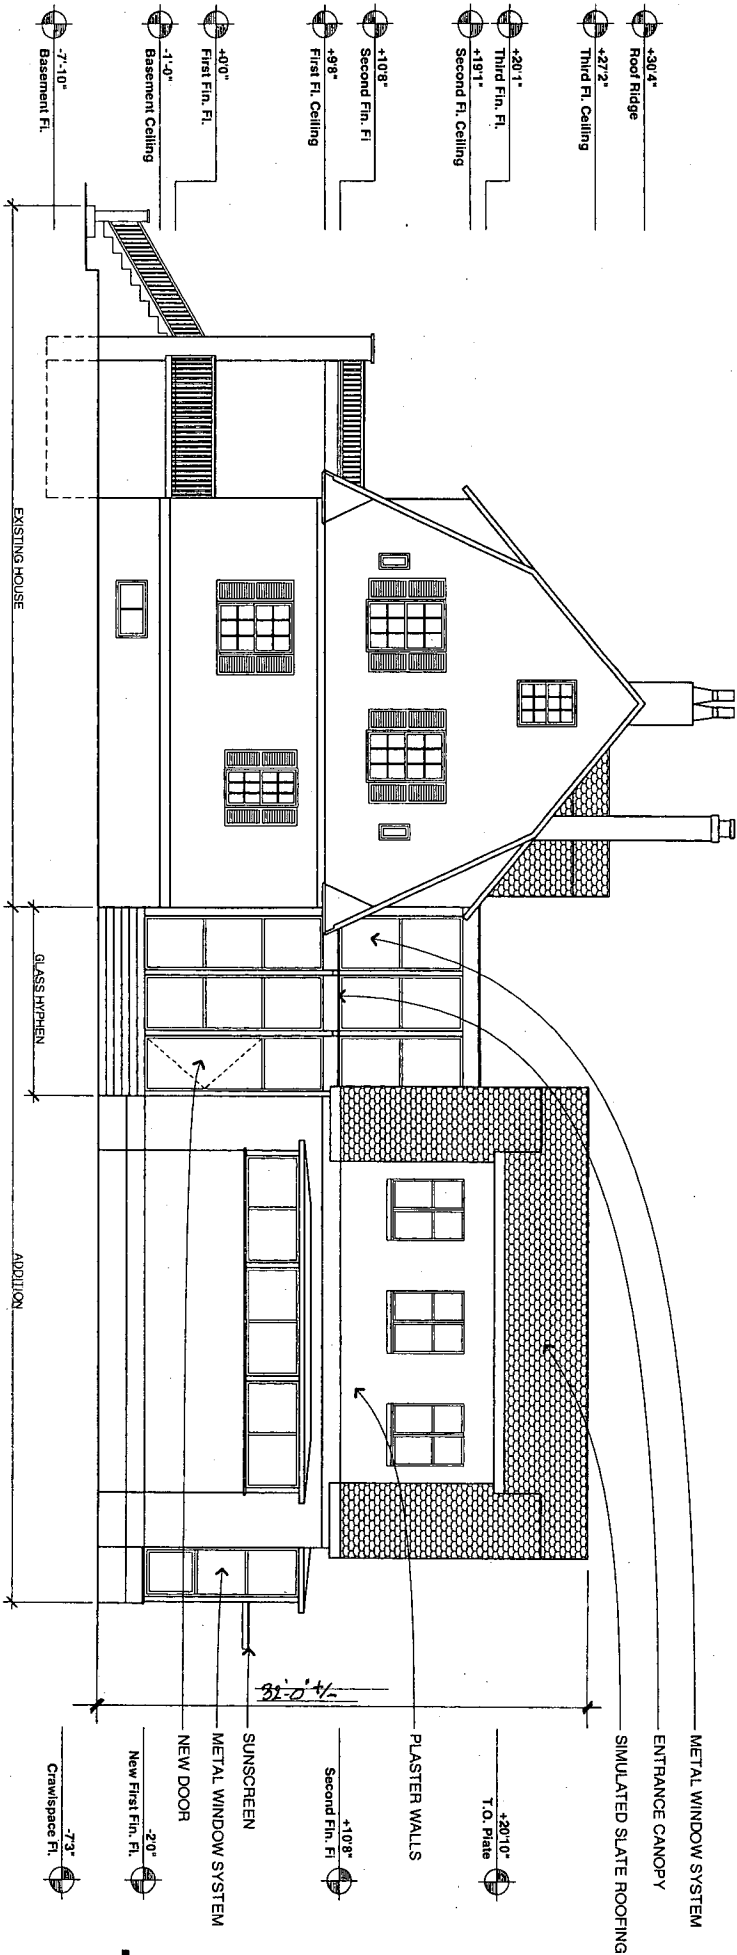 +30'4"
Roof Ridge
+27'2"
Third Fl. Ceiling
+20'1"
Third Fin. Fl.
+19'1"
Second Fl. Ceiling
+10'8"
Second Fin. Fl
+9'8"
First Fl. Ceiling
+0'0"
First Fin. Fl.
-1'-0"
Basement Ceiling
-7'-10"
Basement Fl.
METAL WINDOW SYSTEM
ENTRANCE CANOPY
SIMULATED SLATE ROOFING
PLASTER WALLS
SUNSCREEN
METAL WINDOW SYSTEM
NEW DOOR
+20'10"
T.O. Plate
+10'8"
Second Fin. Fl
-2'0"
New First Fin. Fl.
-7'3"
Crawlspace Fl.
EXISTING HOUSE
GLASS HYPHEN
ADDITION